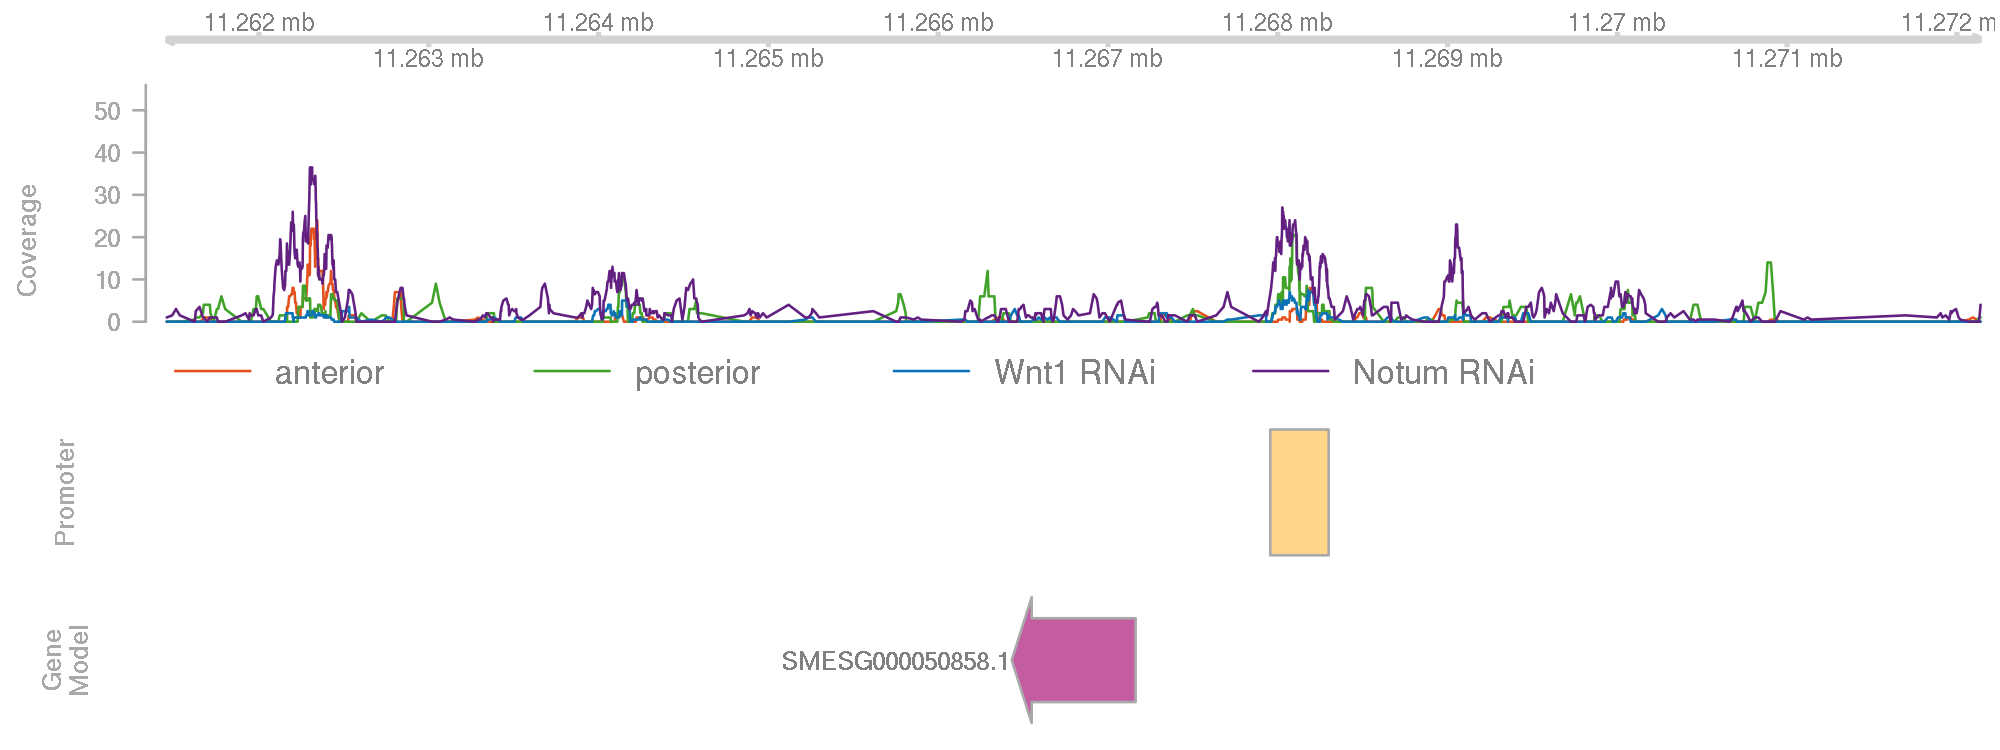 11.262 mb 11.264 mb 11.266 mb 11.268 mb 11.27 mb 11.272 m
11.263 mb 11.265 mb 11.267 mb 11.269 mb 11.271 mb
Coverage
50
40
30
20
10
0
anterior posterior Wnt1 RNAi Notum RNAi
Promoter
Gene
Model
SMESG000050858.1